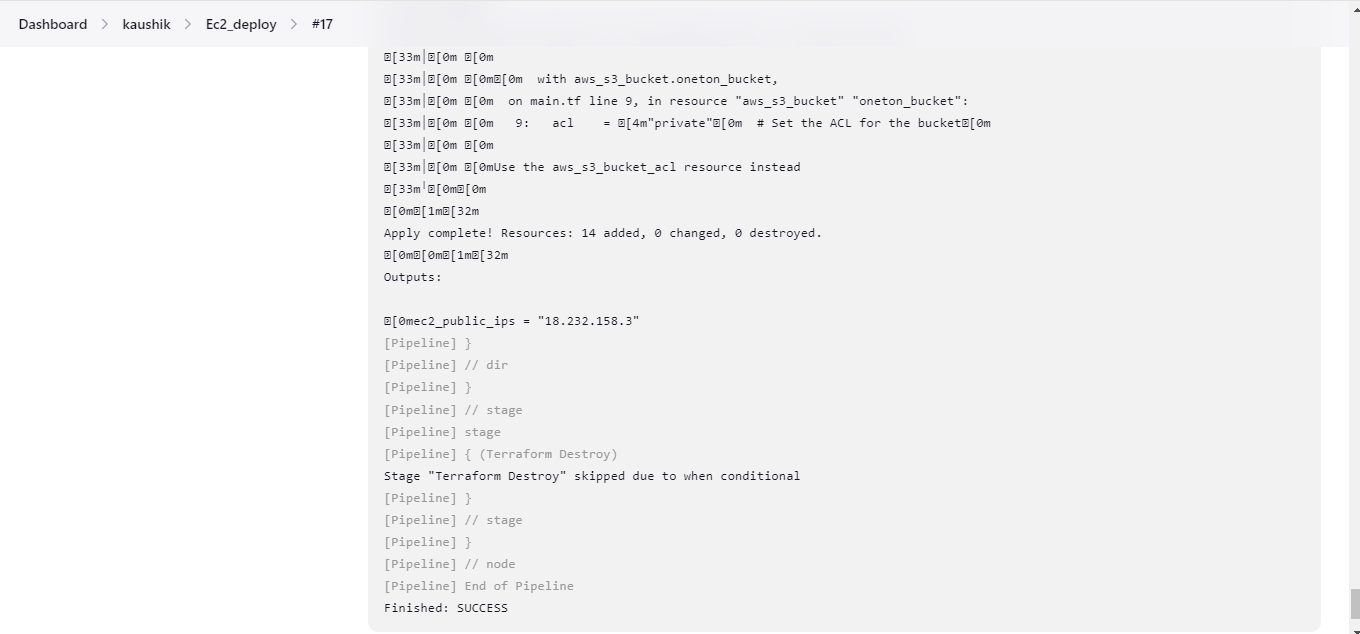 Dashboard > kaushik > Ec2_deploy > #17
␛[33m│␛[0m ␛[0m
␛[33m│␛[0m ␛[0m␛[0m  with aws_s3_bucket.oneton_bucket,
␛[33m│␛[0m ␛[0m  on main.tf line 9, in resource "aws_s3_bucket" "oneton_bucket":
␛[33m│␛[0m ␛[0m   9:   acl    = ␛[4m"private"␛[0m  # Set the ACL for the bucket␛[0m
␛[33m│␛[0m ␛[0m
␛[33m│␛[0m ␛[0mUse the aws_s3_bucket_acl resource instead
␛[33m╵␛[0m␛[0m
␛[0m␛[1m␛[32m
Apply complete! Resources: 14 added, 0 changed, 0 destroyed.
␛[0m␛[0m␛[1m␛[32m
Outputs:
␛[0mec2_public_ips = "18.232.158.3"
[Pipeline] }
[Pipeline] // dir
[Pipeline] }
[Pipeline] // stage
[Pipeline] stage
[Pipeline] { (Terraform Destroy)
Stage "Terraform Destroy" skipped due to when conditional
[Pipeline] }
[Pipeline] // stage
[Pipeline] }
[Pipeline] // node
[Pipeline] End of Pipeline
Finished: SUCCESS